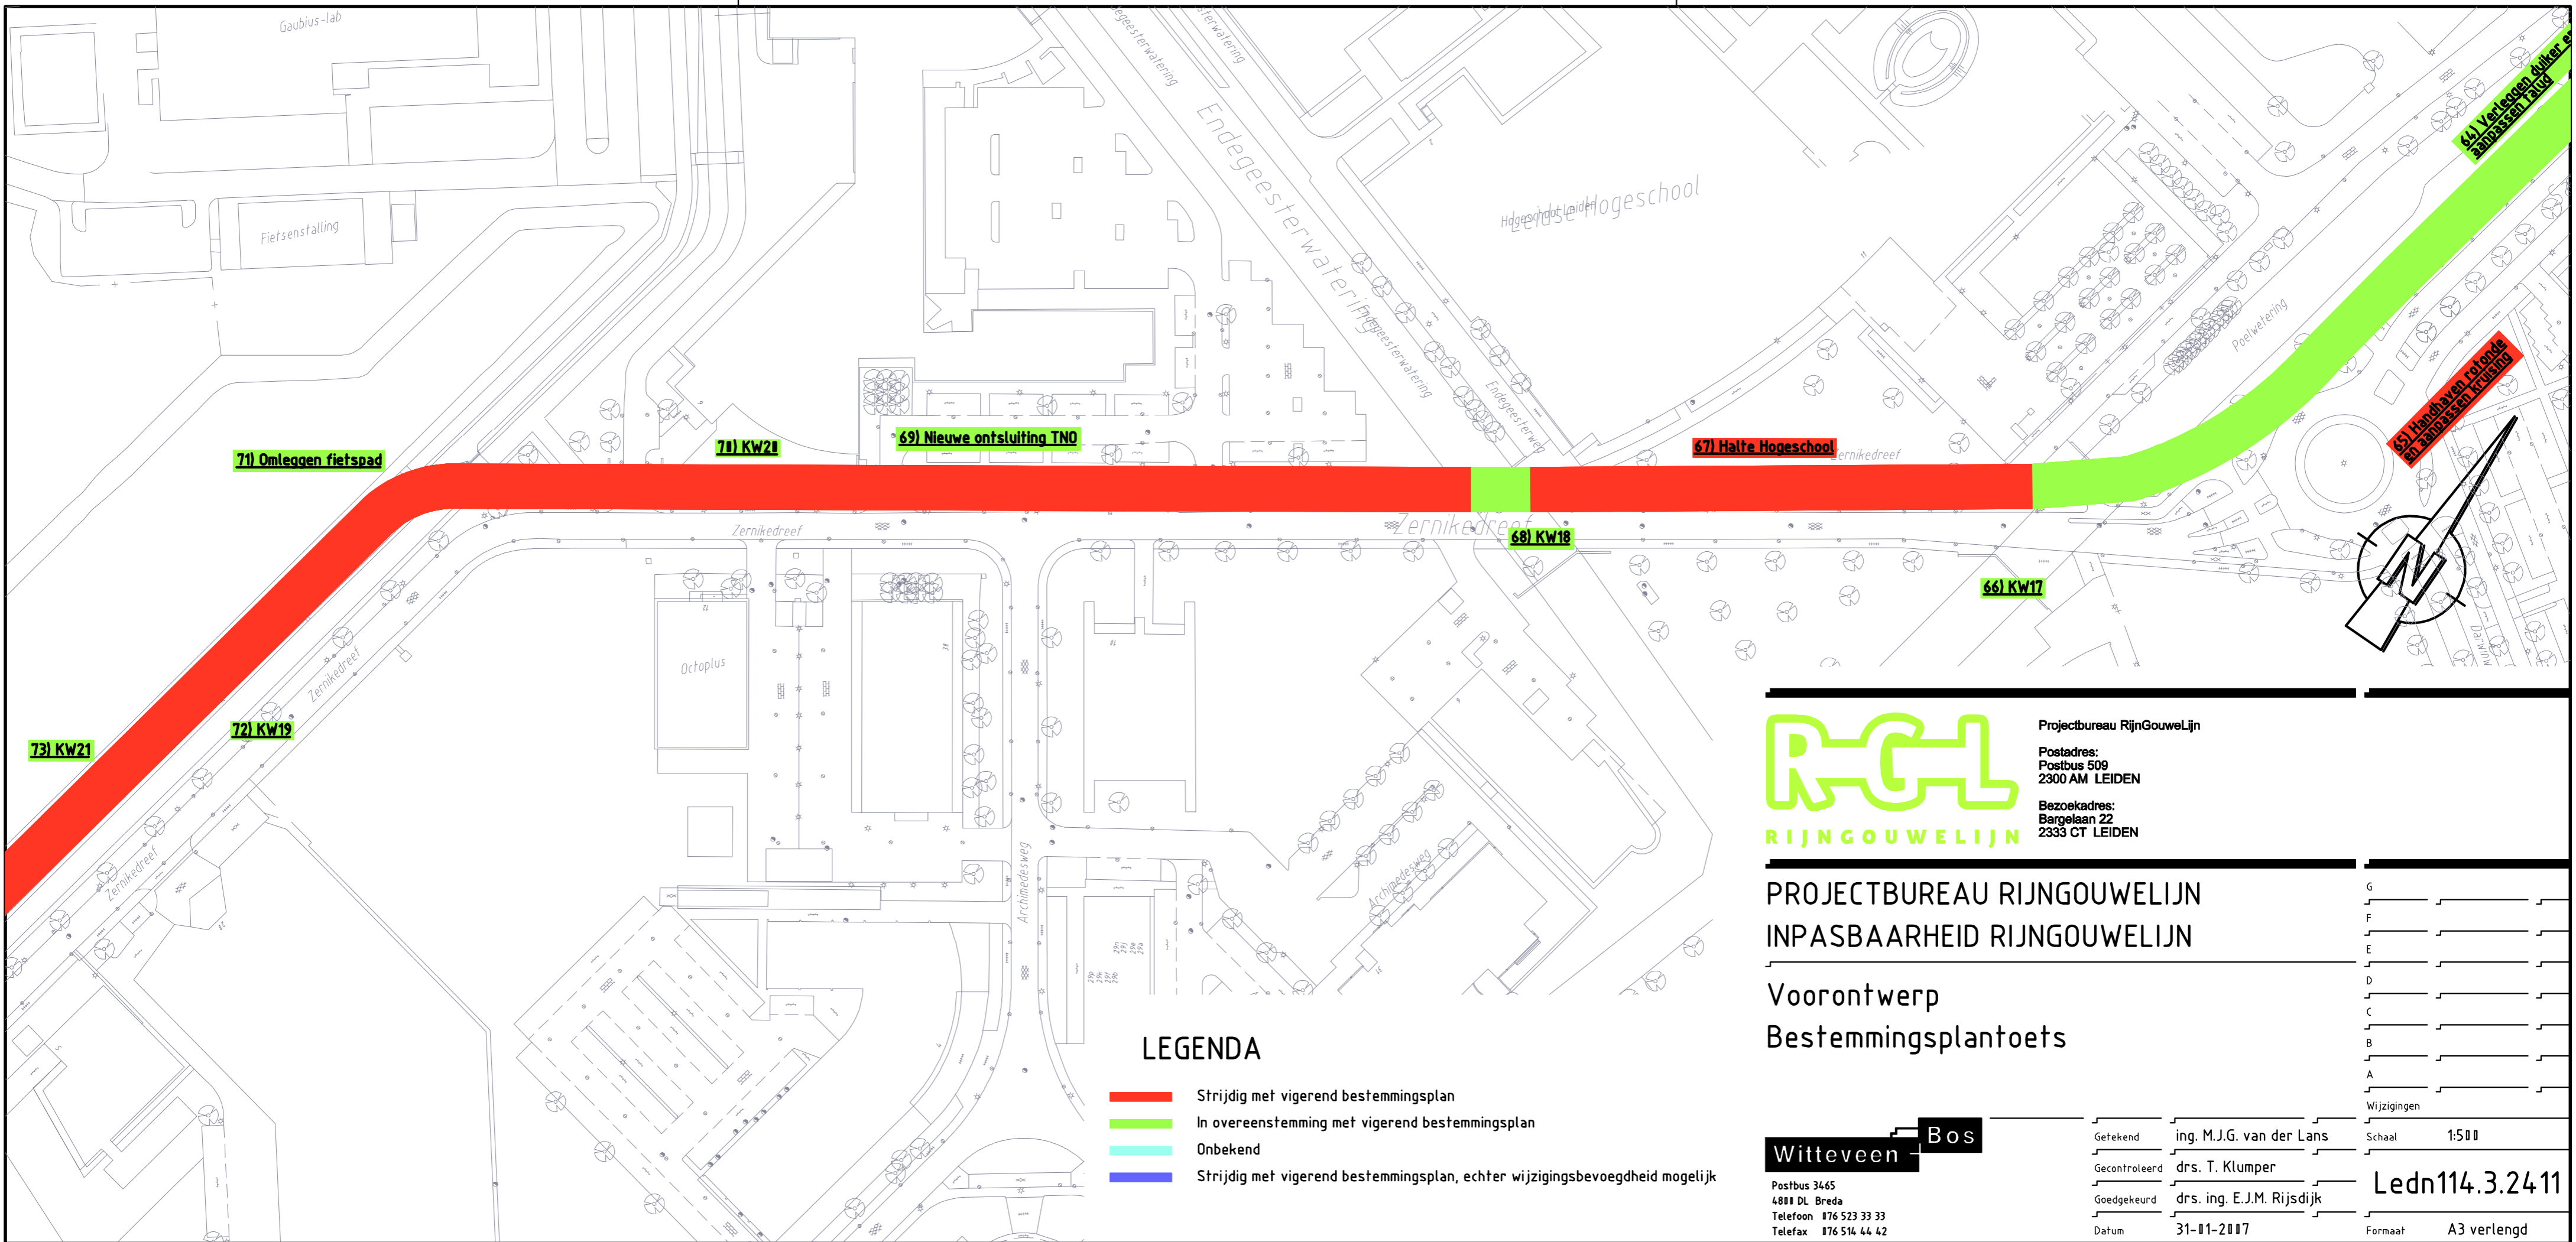 Gaubius-lab
Fietsenstalling
Endegeesterwatering
Endegeesterwatering
Endegeesterweg
Hogeschool Leiden
Leidse Hogeschool
Poelwetering
64) Verleggen duiker en
aanpassen talud
65) Handhaven rotonde
en aanpassen kruising
71) Omleggen fietspad
70) KW20
69) Nieuwe ontsluiting TNO
67) Halte Hogeschool
Zernikedreef
Zernikedreef
Zernikedreef
68) KW18
66) KW17
Octoplus
Zernikedreef
72) KW19
73) KW21
Zernikedreef
Archimedesweg
Archimedesweg
N
R-G-L
RIJNGOUWELIJN
Projectbureau RijnGouweLijn
Postadres:
Postbus 509
2300 AM LEIDEN
Bezoekadres:
Bargelaan 22
2333 CT LEIDEN
PROJECTBUREAU RIJNGOUWELIJN
INPASBAARHEID RIJNGOUWELIJN
Voorontwerp
Bestemmingsplantoets
G
F
E
D
C
B
A
Wijzigingen
LEGENDA
Strijdig met vigerend bestemmingsplan
In overeenstemming met vigerend bestemmingsplan
Onbekend
Strijdig met vigerend bestemmingsplan, echter wijzigingsbevoegdheid mogelijk
Witteveen Bos
Postbus 3465
4800 DL Breda
Telefoon 076 523 33 33
Telefax 076 514 44 42
Getekend ing. M.J.G. van der Lans
Gecontroleerd drs. T. Klumper
Goedgekeurd drs. ing. E.J.M. Rijsdijk
Datum 31-01-2007
Schaal 1:500
Ledn114.3.2411
Formaat A3 verlengd